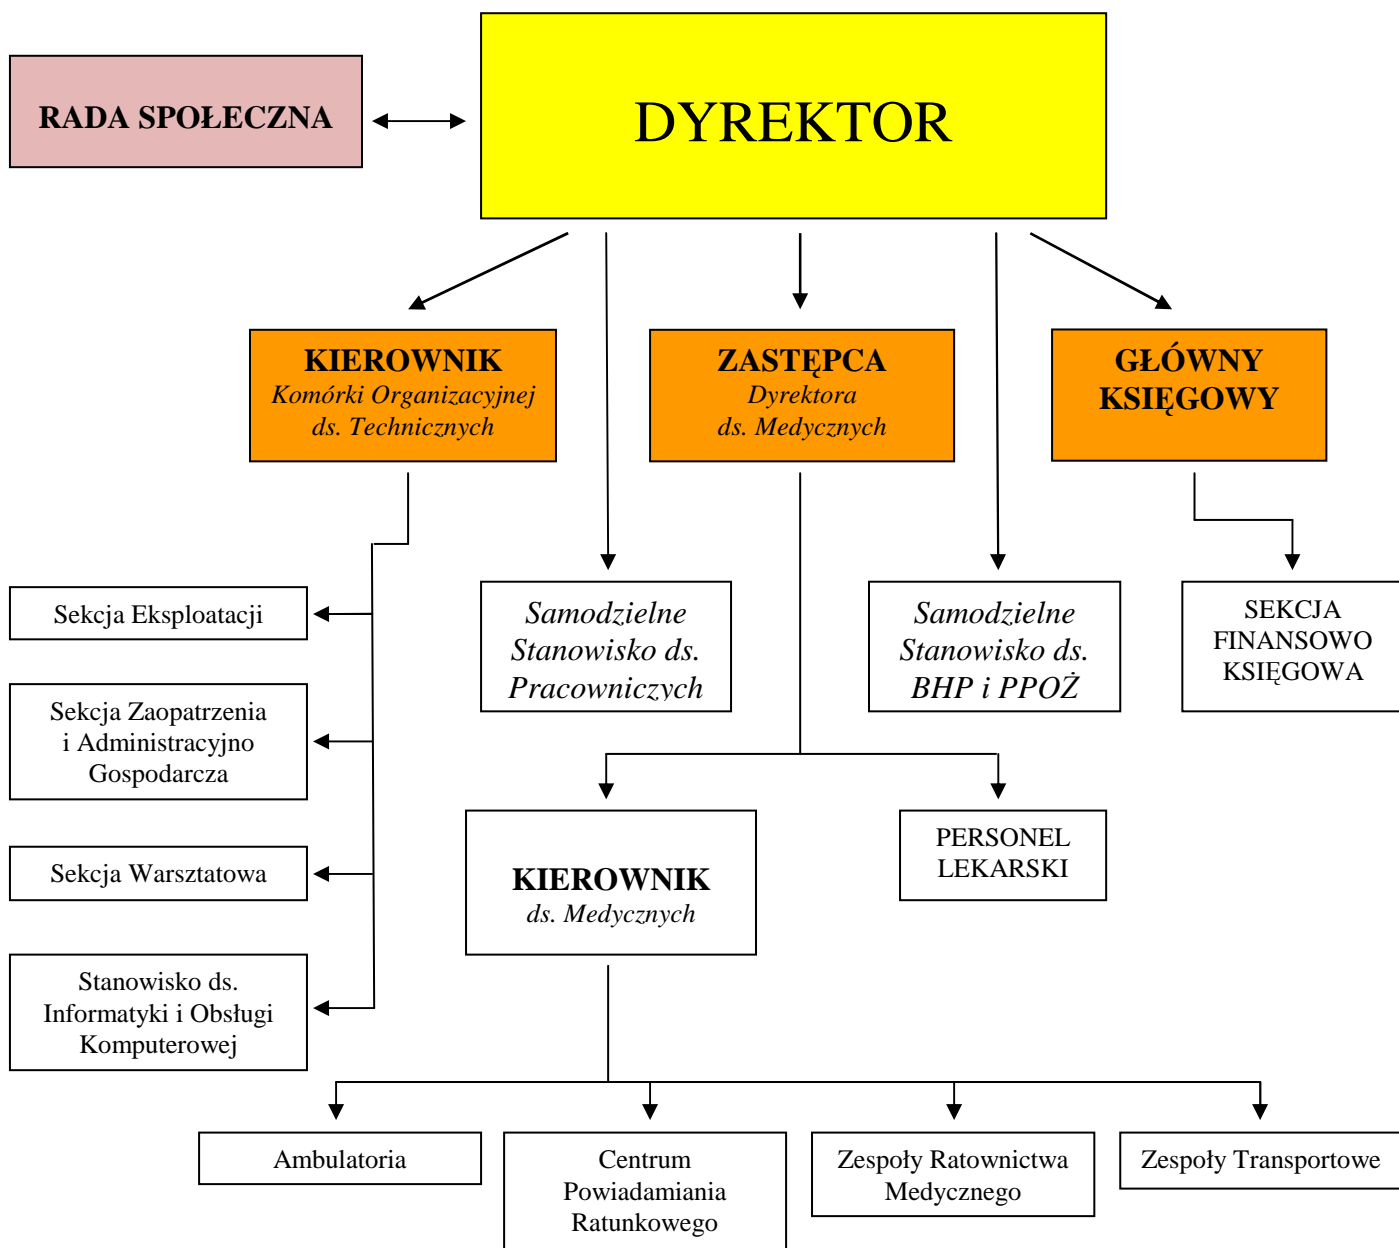 RADA SPOŁECZNA
DYREKTOR
KIEROWNIK
Komórki Organizacyjnej
ds. Technicznych
ZASTĘPCA
Dyrektora
ds. Medycznych
GŁÓWNY
KSIĘGOWY
Sekcja Eksploatacji
Samodzielne
Stanowisko ds.
Pracowniczych
Samodzielne
Stanowisko ds.
BHP i PPOŻ
SEKCJA
FINANSOWO
KSIĘGOWA
Sekcja Zaopatrzenia
i Administracyjno
Gospodarcza
Sekcja Warsztatowa
KIEROWNIK
ds. Medycznych
PERSONEL
LEKARSKI
Stanowisko ds.
Informatyki i Obsługi
Komputerowej
Ambulatoria
Centrum
Powiadamiania
Ratunkowego
Zespoły Ratownictwa
Medycznego
Zespoły Transportowe